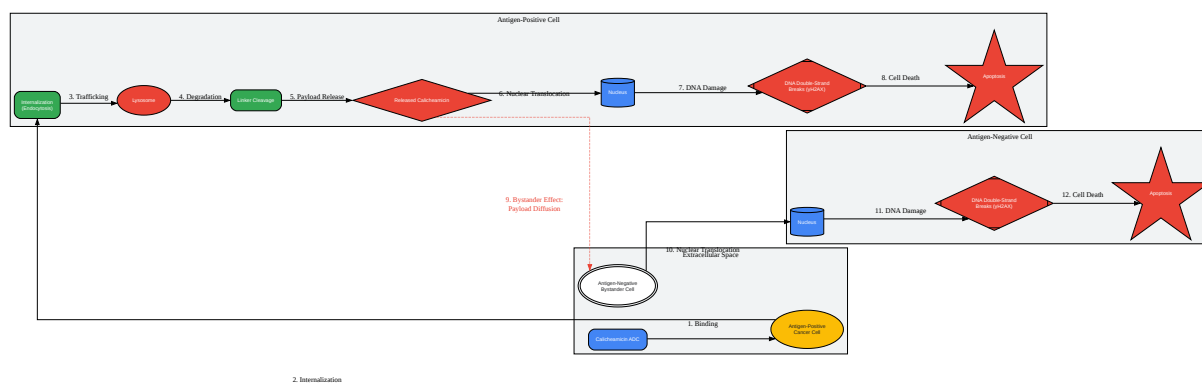 Antigen-Positive Cell
Internalization
(Endocytosis)
3. Trafficking
Lysosome
4. Degradation
Linker Cleavage
5. Payload Release
Released Calicheamicin
6. Nuclear Translocation
Nucleus
7. DNA Damage
DNA Double-Strand
Breaks (γH2AX)
8. Cell Death
Apoptosis
Antigen-Negative Cell
Nucleus
11. DNA Damage
DNA Double-Strand
Breaks (γH2AX)
12. Cell Death
Apoptosis
9. Bystander Effect:
Payload Diffusion
10. Nuclear Translocation
Extracellular Space
Antigen-Negative
Bystander Cell
1. Binding
Calicheamicin ADC
Antigen-Positive
Cancer Cell
2. Internalization